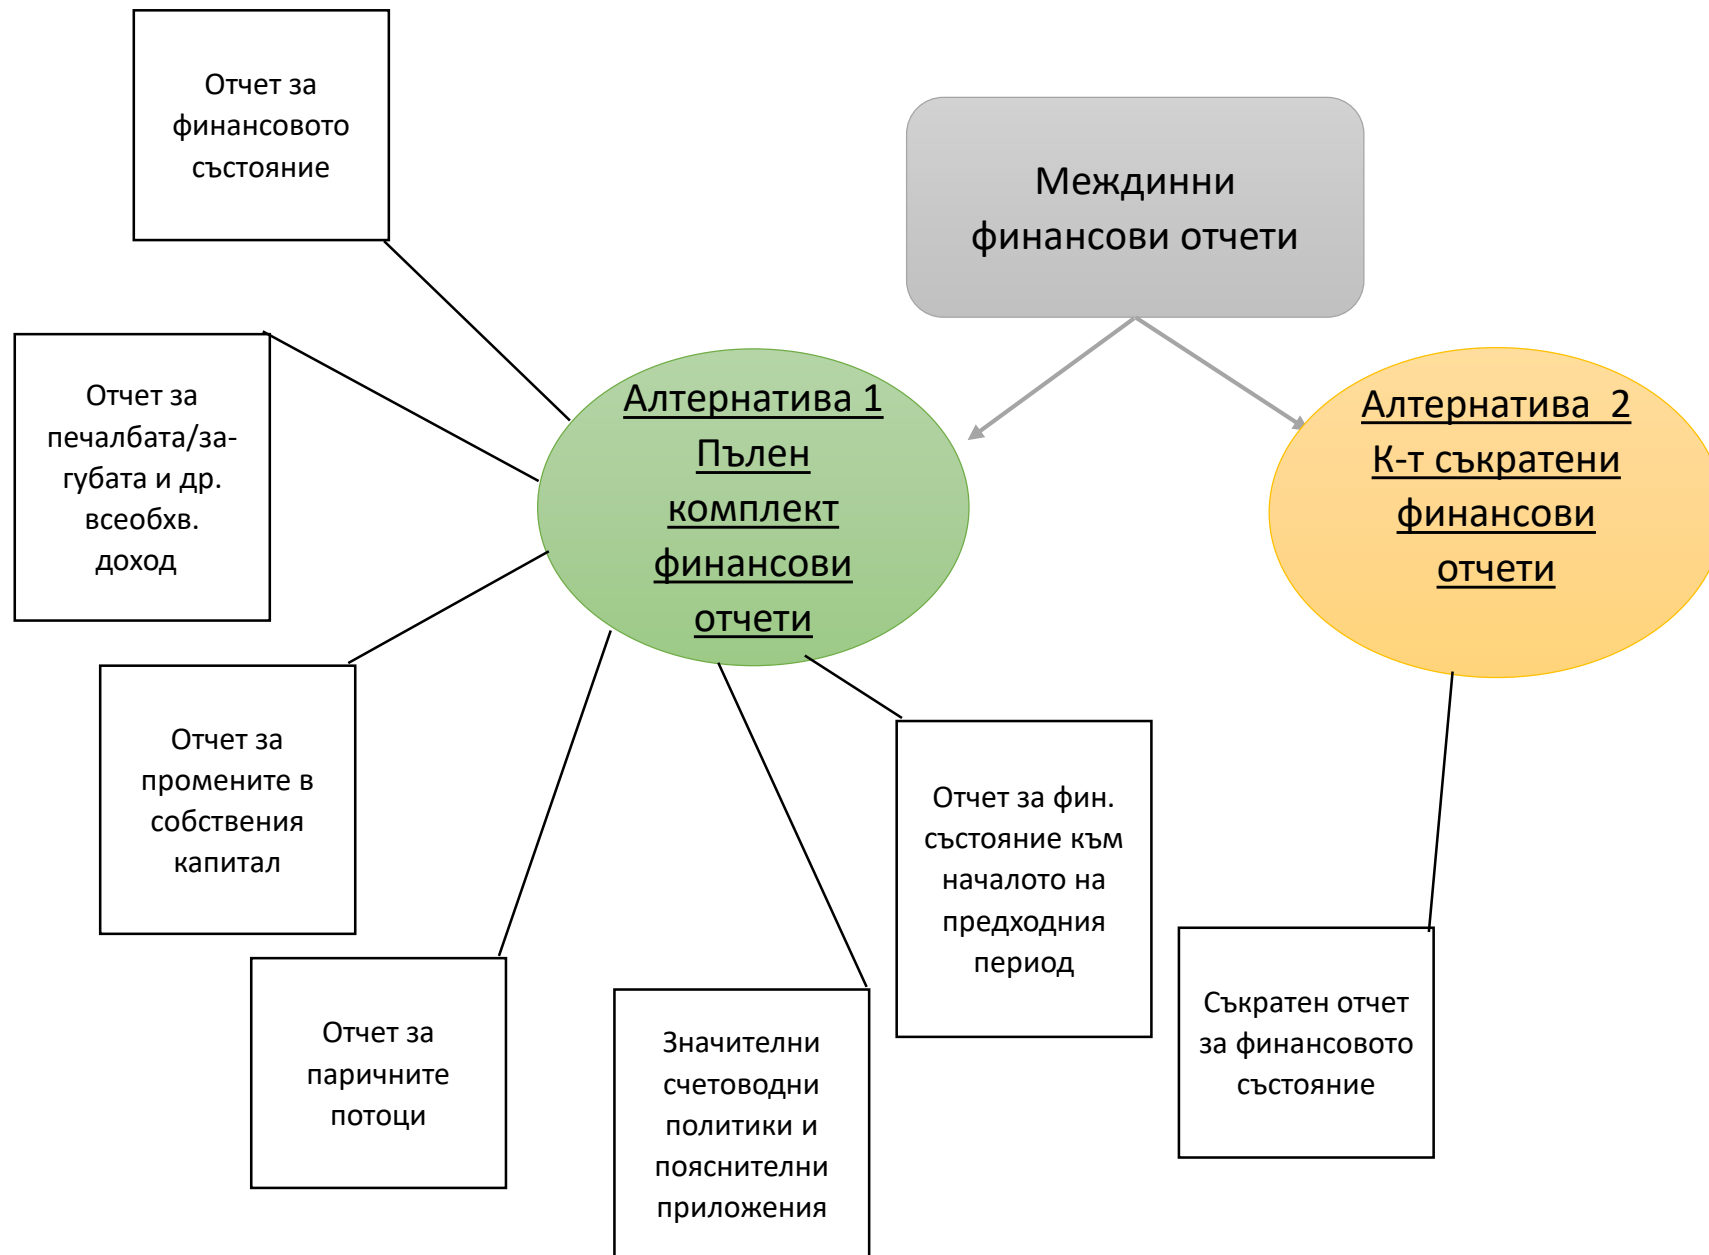 Отчет за
финансовото
състояние
Междинни
финансови отчети
Отчет за
печалбата/за-
губата и др.
всеобхв.
доход
Алтернатива 1
Пълен
комплект
финансови
отчети
Алтернатива  2
К-т съкратени
финансови
отчети
Отчет за
промените в
собствения
капитал
Отчет за
паричните
потоци
Значителни
счетоводни
политики и
пояснителни
приложения
Отчет за фин.
състояние към
началото на
предходния
период
Съкратен отчет
за финансовото
състояние